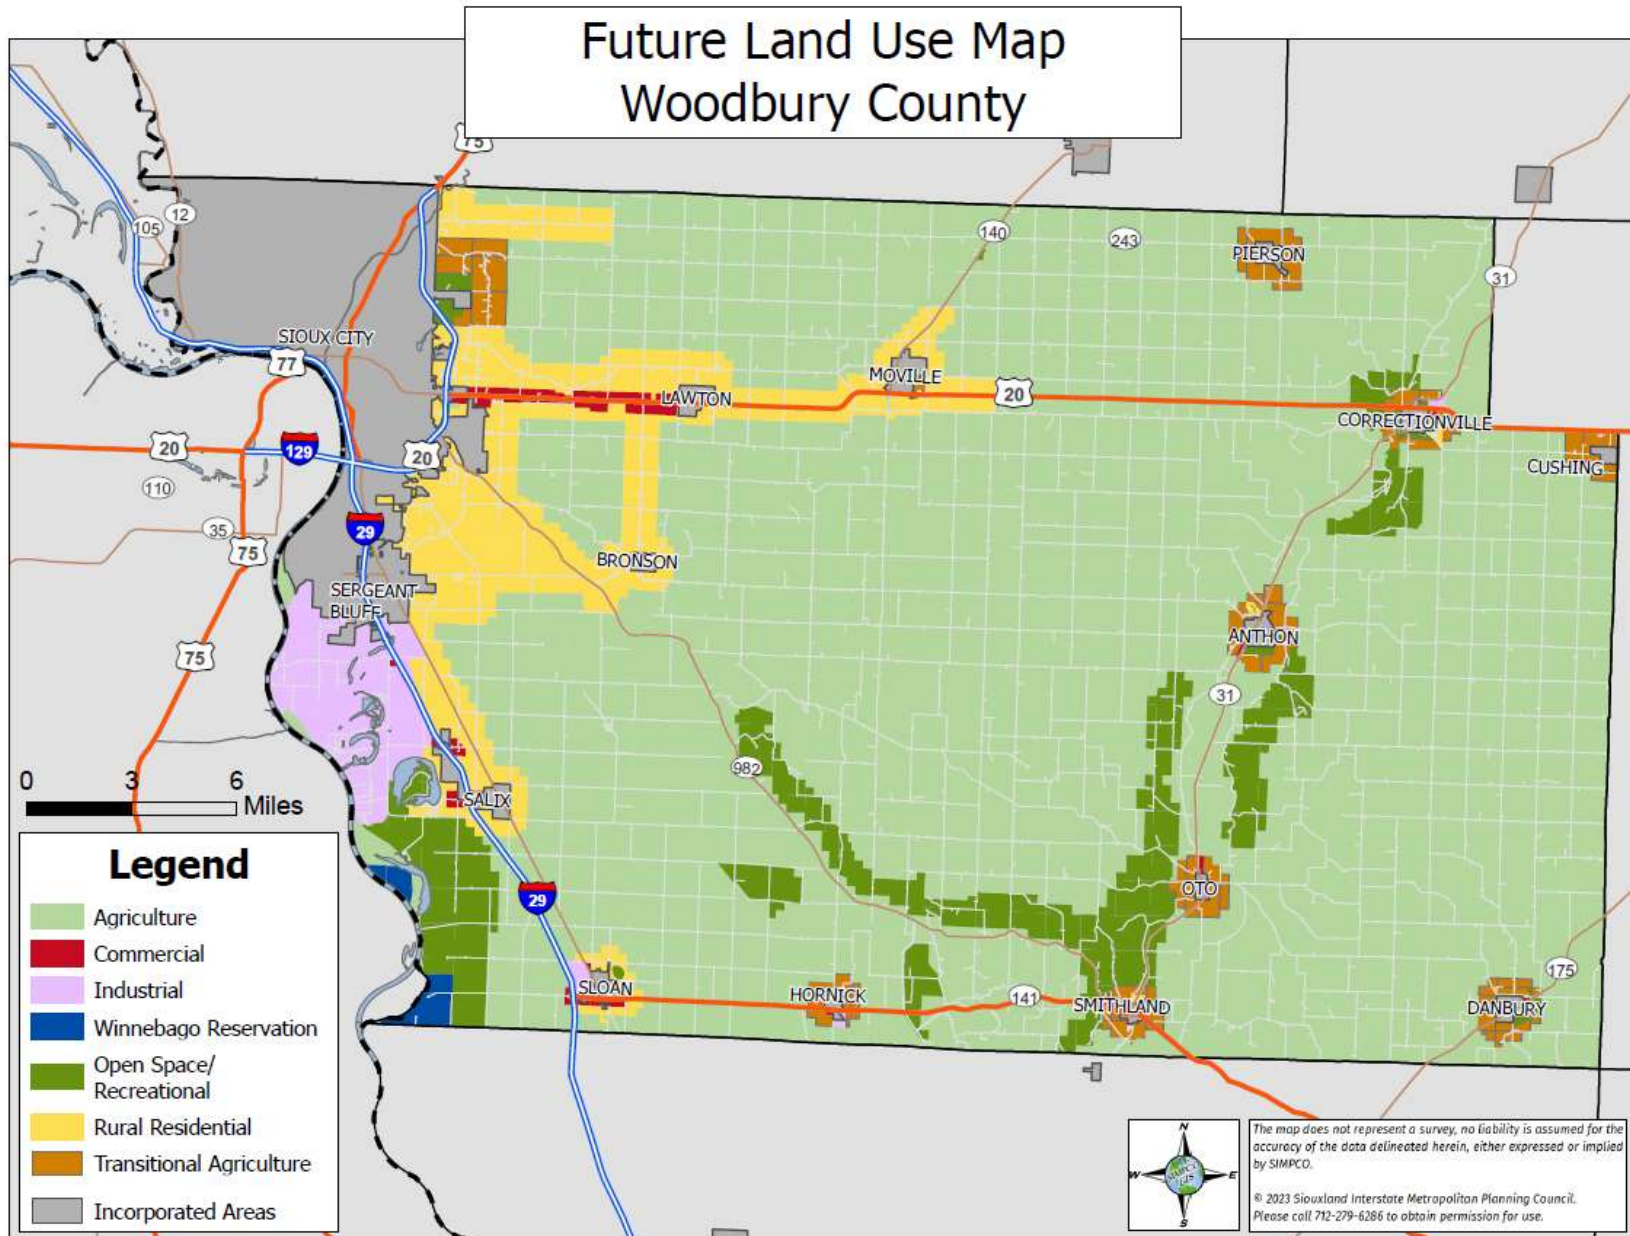 Future Land Use Map
Woodbury County
75
12
105
140
243
PIERSON
31
SIOUX CITY
77
MOVILLE
20
LAWTON
CORRECTIONVILLE
20
129
20
CUSHING
110
35
29
75
BRONSON
SERGEANT
BLUFF
ANTHON
75
31
982
0 3 6
Miles
SALIX
29
OTO
175
SLOAN
HORNICK
141
SMITHLAND
DANBURY
Legend
Agriculture
Commercial
Industrial
Winnebago Reservation
Open Space/
Recreational
Rural Residential
Transitional Agriculture
Incorporated Areas
N
W
E
S
SIMPCO
GIS
The map does not represent a survey, no liability is assumed for the
accuracy of the data delineated herein, either expressed or implied
by SIMPCO.
© 2023 Siouxland Interstate Metropolitan Planning Council.
Please call 712-279-6286 to obtain permission for use.